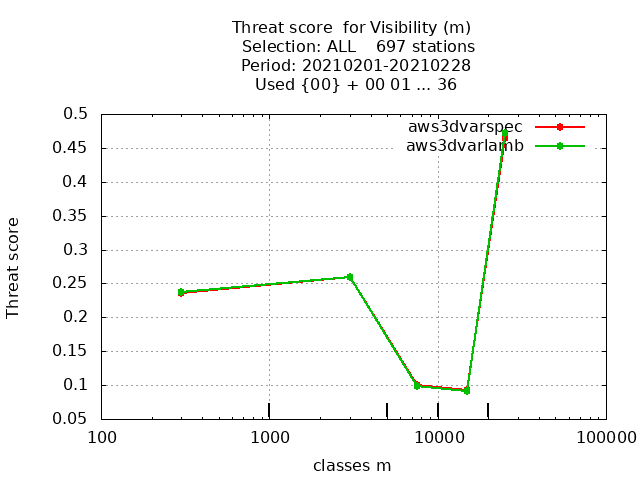 Threat score  for Visibility (m)
Selection: ALL    697 stations
Period: 20210201-20210228
Used {00} + 00 01 ... 36
aws3dvarspec
aws3dvarlamb
0.5
0.45
0.4
0.35
0.3
0.25
0.2
0.15
0.1
0.05
Threat score
100
1000
10000
100000
classes m